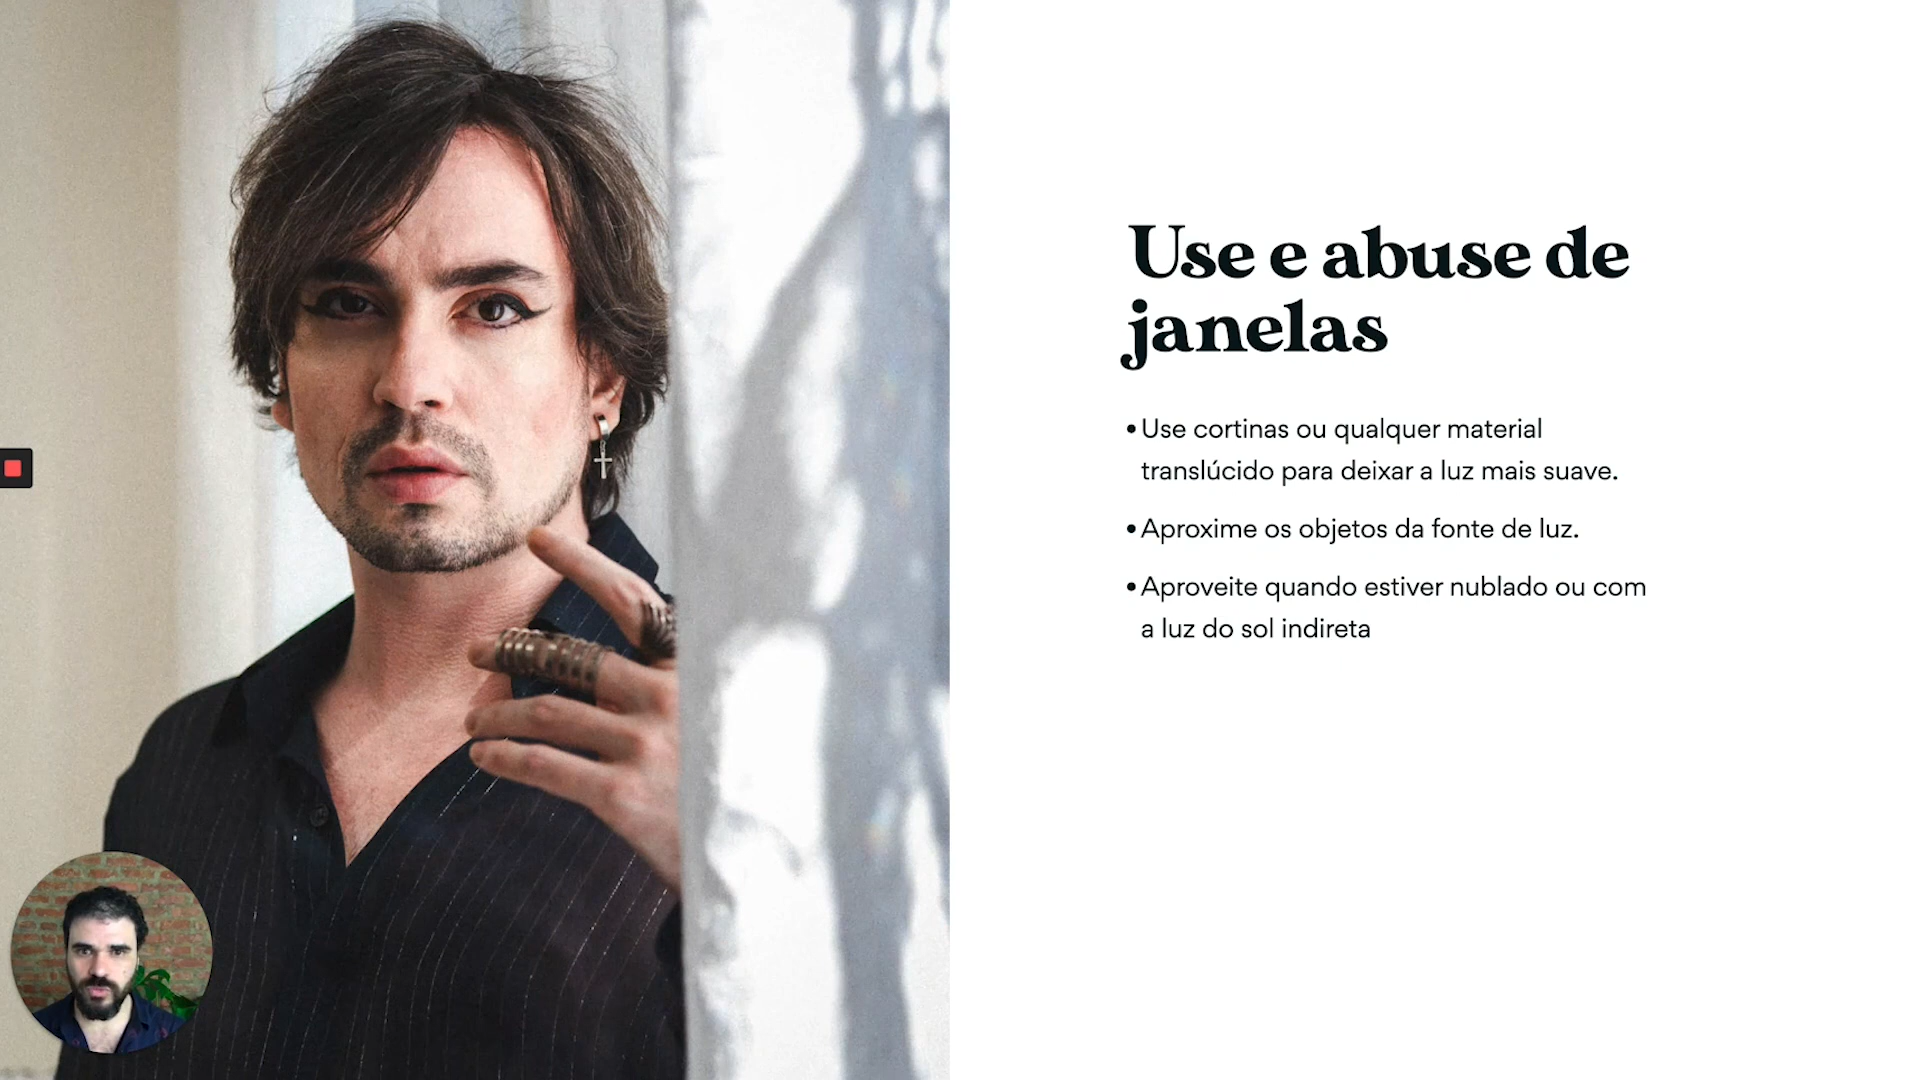 Use e abuse de
janelas
• Use cortinas ou qualquer material
translúcido para deixar a luz mais suave.
• Aproxime os objetos da fonte de luz.
• Aproveite quando estiver nublado ou com
a luz do sol indireta